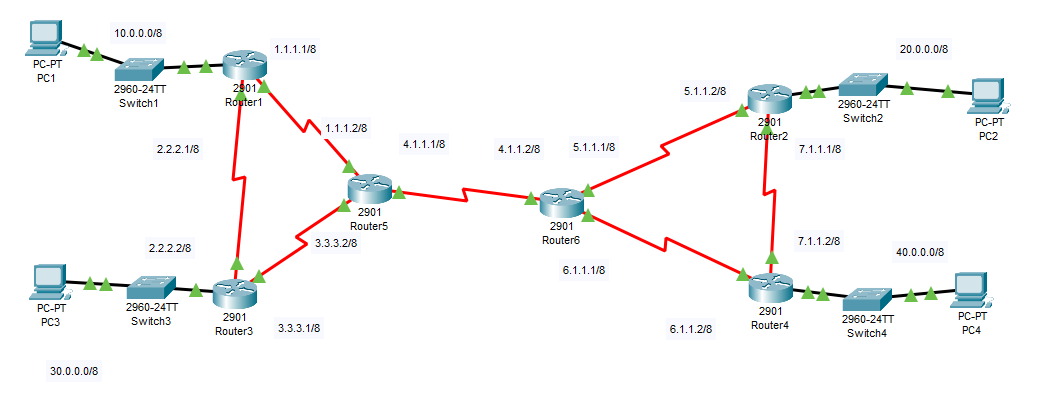 10.0.0.0/8
1.1.1.1/8
20.0.0.0/8
PC-PT
PC1
2960-24TT
Switch1
2901
Router1
5.1.1.2/8
2960-24TT
Switch2
2901
Router2
PC-PT
PC2
1.1.1.2/8
2.2.2.1/8
4.1.1.1/8
4.1.1.2/8
5.1.1.1/8
7.1.1.1/8
2901
Router5
2901
Router6
2.2.2.2/8
3.3.3.2/8
7.1.1.2/8
40.0.0.0/8
6.1.1.1/8
PC-PT
PC3
2960-24TT
Switch3
2901
Router3
3.3.3.1/8
6.1.1.2/8
2901
Router4
2960-24TT
Switch4
PC-PT
PC4
30.0.0.0/8